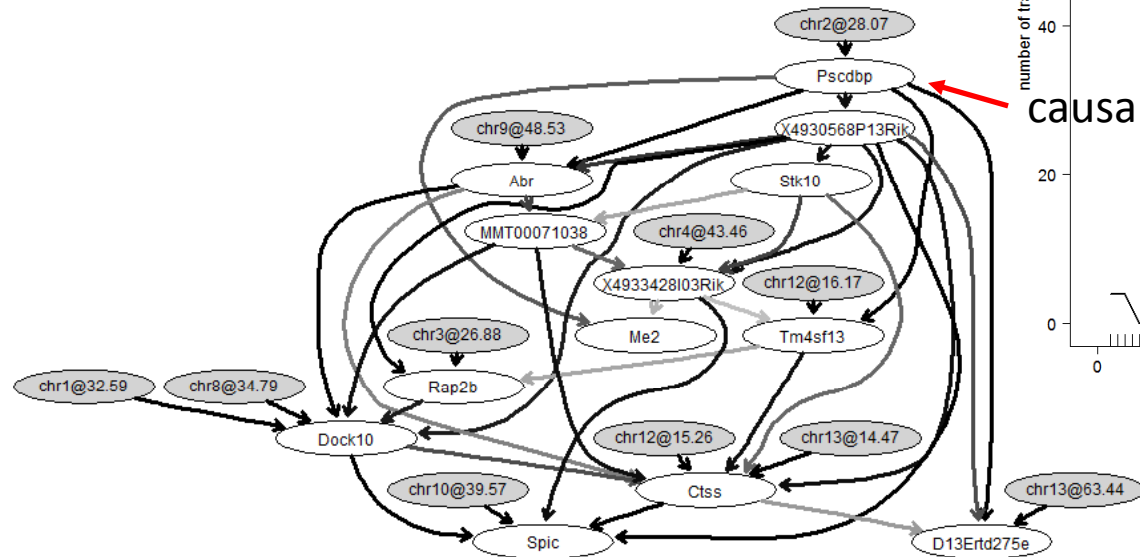 chr2@28.07
number of tra
40
Pscdbp
causa
chr9@48.53
X4930568P13Rik
Abr
Stk10
20
MMT00071038
chr4@43.46
X4933428I03Rik
chr12@16.17
chr3@26.88
Me2
Tm4sf13
0
0
chr1@32.59
chr8@34.79
Rap2b
Dock10
chr12@15.26
chr13@14.47
chr10@39.57
Ctss
chr13@63.44
Spic
D13Ertd275e